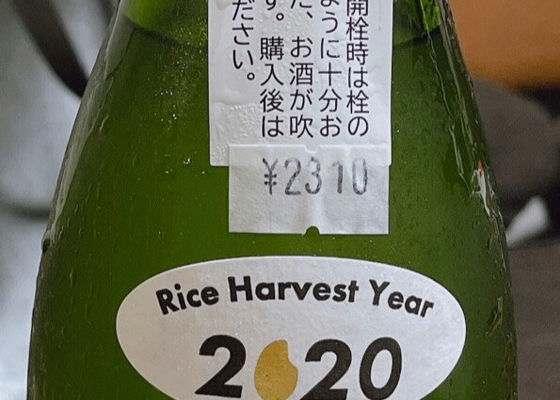 開栓時は栓の
ように十分お
た、お酒が吹
す。購入後は
ださい。
¥2310
Rice Harvest Year
2020